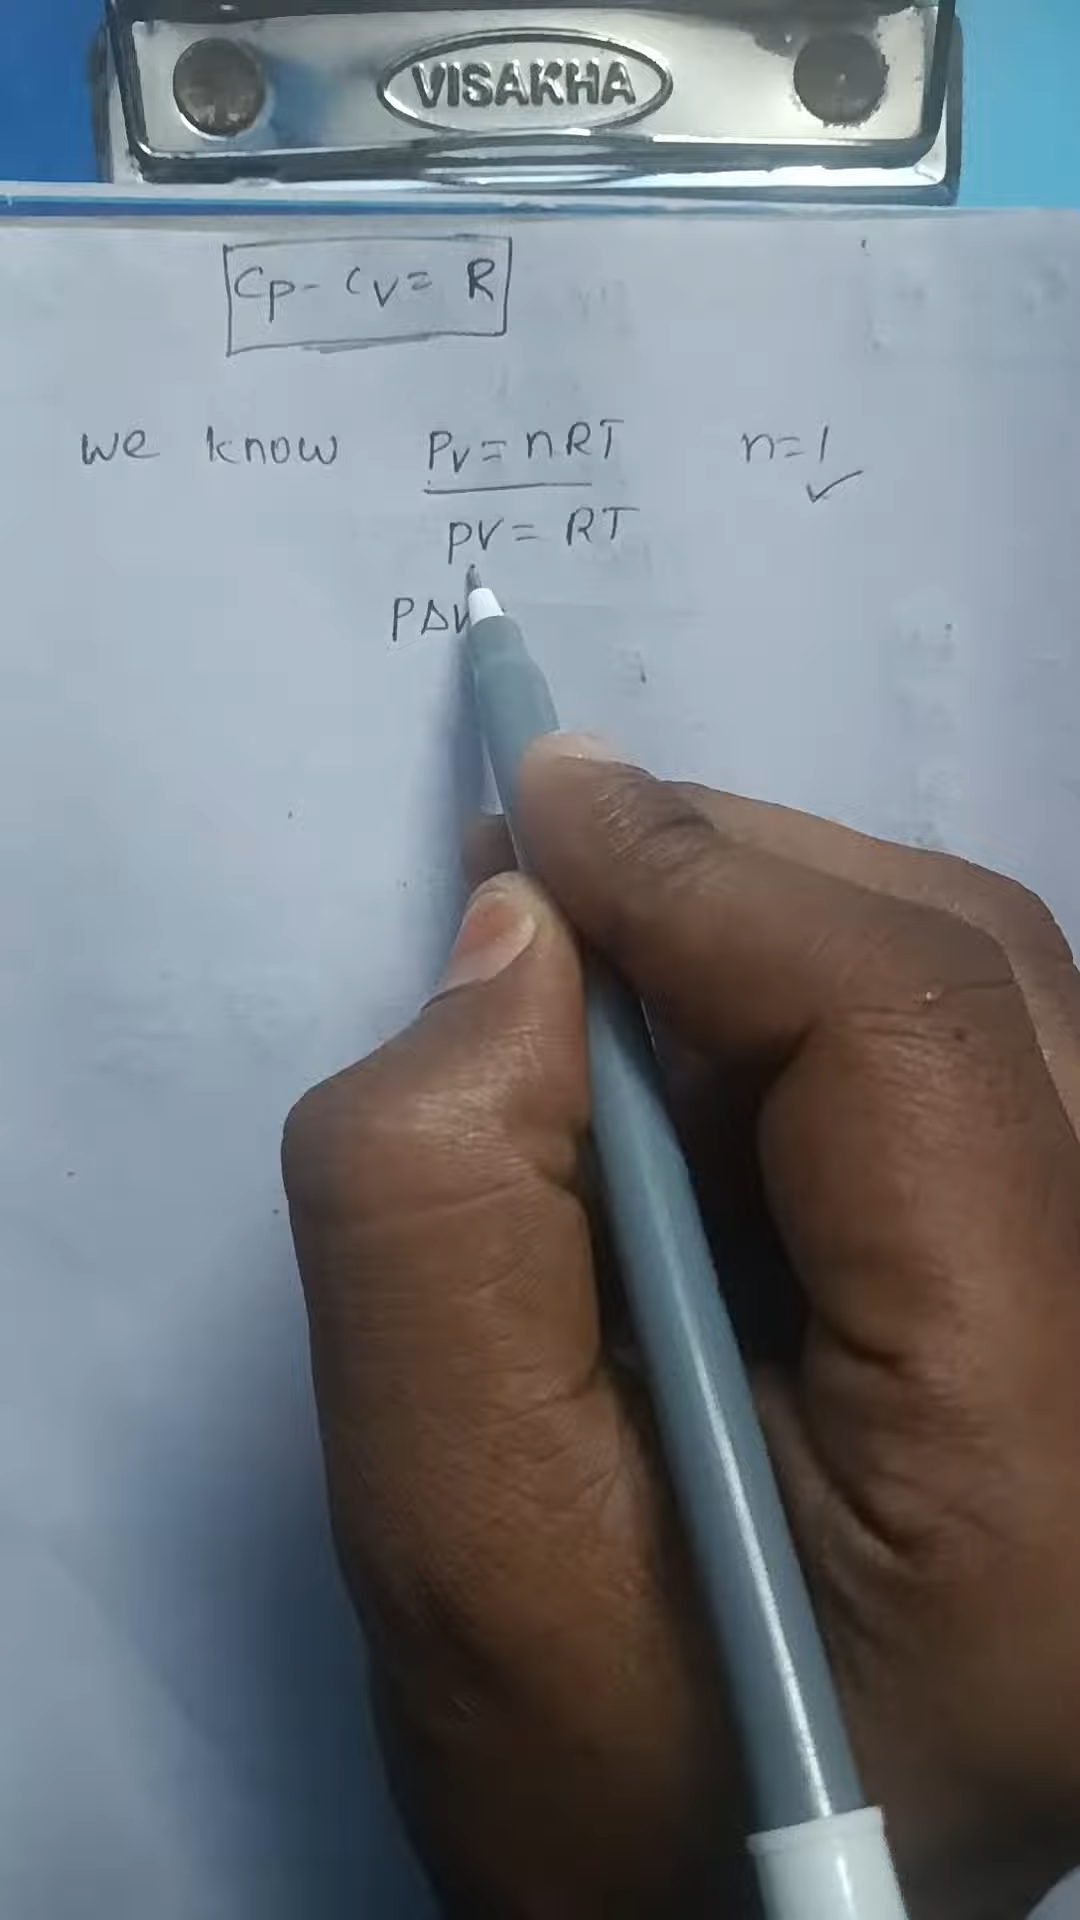 VISAKHA
Cp - Cv = R
we know PV = nRT n=1 ✓
PV = RT
PΔV